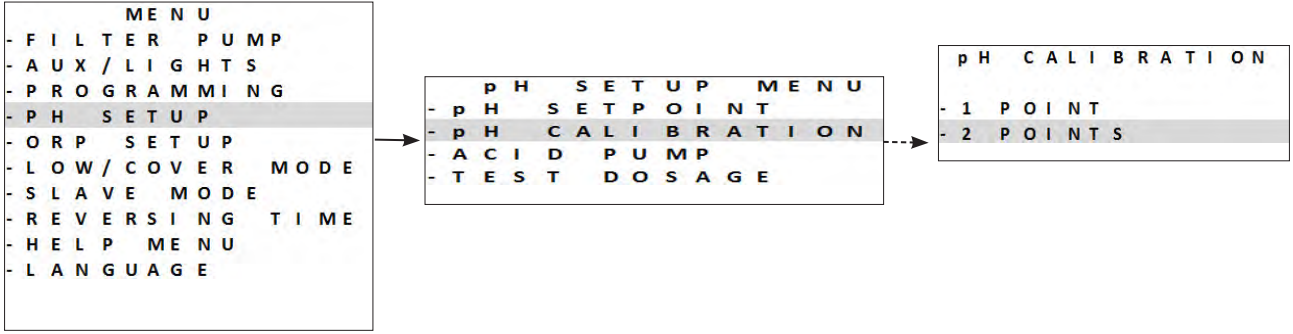 MENU
- FILTER PUMP
- AUX/LIGHTS
- PROGRAMMING
- PH SETUP
- ORP SETUP
- LOW/COVER MODE
- SLAVE MODE
- REVERSING TIME
- HELP MENU
- LANGUAGE
pH SETUP MENU
- pH SETPOINT
- pH CALIBRATION
- ACID PUMP
- TEST DOSAGE
pH CALIBRATION
- 1 POINT
- 2 POINTS